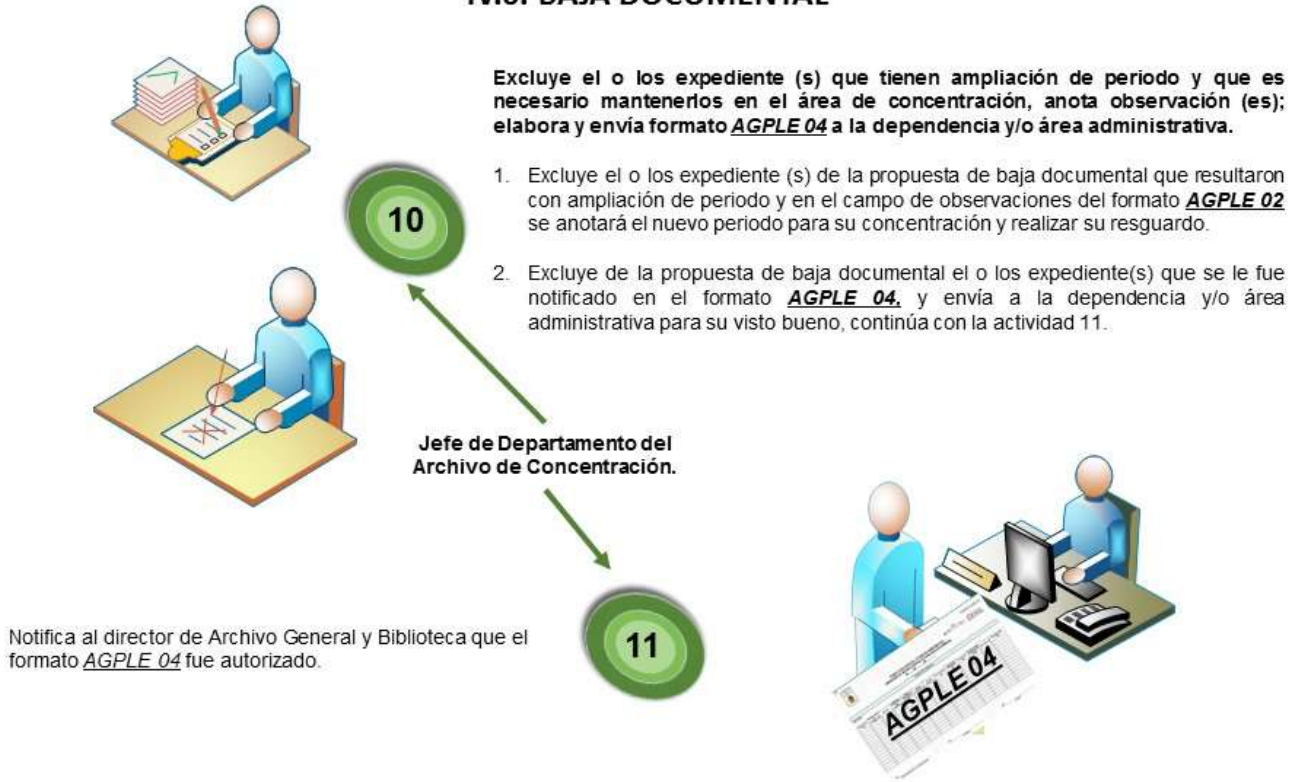 BAJA DOCUMENTAL
Excluye el o los expediente (s) que tienen ampliación de periodo y que es
necesario mantenerlos en el área de concentración, anota observación (es);
elabora y envía formato AGPLE 04 a la dependencia y/o área administrativa.
1. Excluye el o los expediente (s) de la propuesta de baja documental que resultaron
con ampliación de periodo y en el campo de observaciones del formato AGPLE 02
se anotará el nuevo periodo para su concentración y realizar su resguardo.
10
2. Excluye de la propuesta de baja documental el o los expediente(s) que se le fue
notificado en el formato AGPLE 04, y envía a la dependencia y/o área
administrativa para su visto bueno, continúa con la actividad 11.
Jefe de Departamento del
Archivo de Concentración.
Notifica al director de Archivo General y Biblioteca que el
formato AGPLE 04 fue autorizado.
11
AGPLE 04